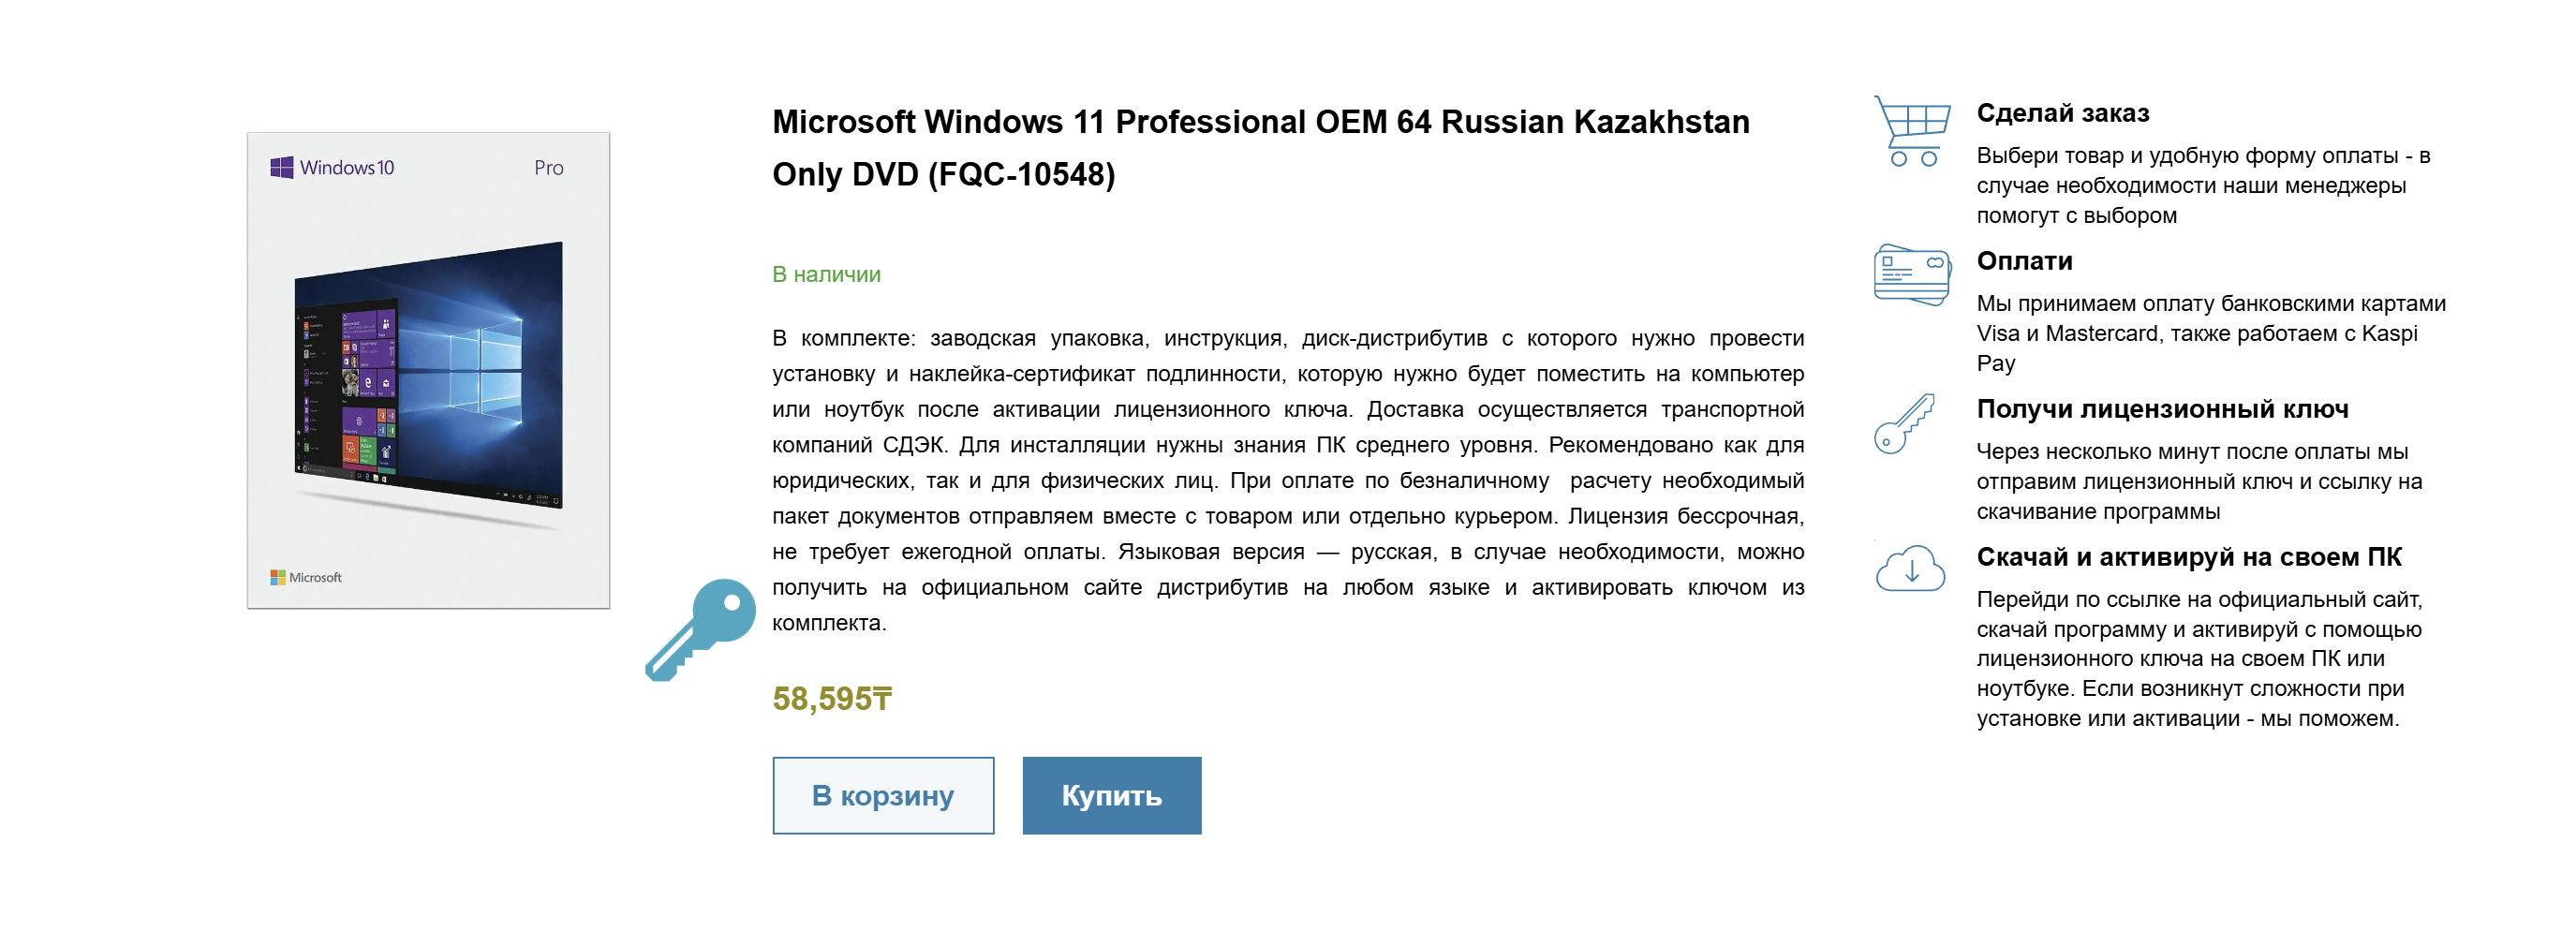 Windows 10 Pro
Microsoft
Microsoft Windows 11 Professional OEM 64 Russian Kazakhstan
Only DVD (FQC-10548)
В наличии
В комплекте: заводская упаковка, инструкция, диск-дистрибутив с которого нужно провести
установку и наклейка-сертификат подлинности, которую нужно будет поместить на компьютер
или ноутбук после активации лицензионного ключа. Доставка осуществляется транспортной
компаний СДЭК. Для инсталляции нужны знания ПК среднего уровня. Рекомендовано как для
юридических, так и для физических лиц. При оплате по безналичному расчету необходимый
пакет документов отправляем вместе с товаром или отдельно курьером. Лицензия бессрочная,
не требует ежегодной оплаты. Языковая версия — русская, в случае необходимости, можно
получить на официальном сайте дистрибутив на любом языке и активировать ключом из
комплекта.
58,595₸
В корзину
Купить
Сделай заказ
Выбери товар и удобную форму оплаты - в
случае необходимости наши менеджеры
помогут с выбором
Оплати
Мы принимаем оплату банковскими картами
Visa и Mastercard, также работаем с Kaspi
Pay
Получи лицензионный ключ
Через несколько минут после оплаты мы
отправим лицензионный ключ и ссылку на
скачивание программы
Скачай и активируй на своем ПК
Перейди по ссылке на официальный сайт,
скачай программу и активируй с помощью
лицензионного ключа на своем ПК или
ноутбуке. Если возникнут сложности при
установке или активации - мы поможем.